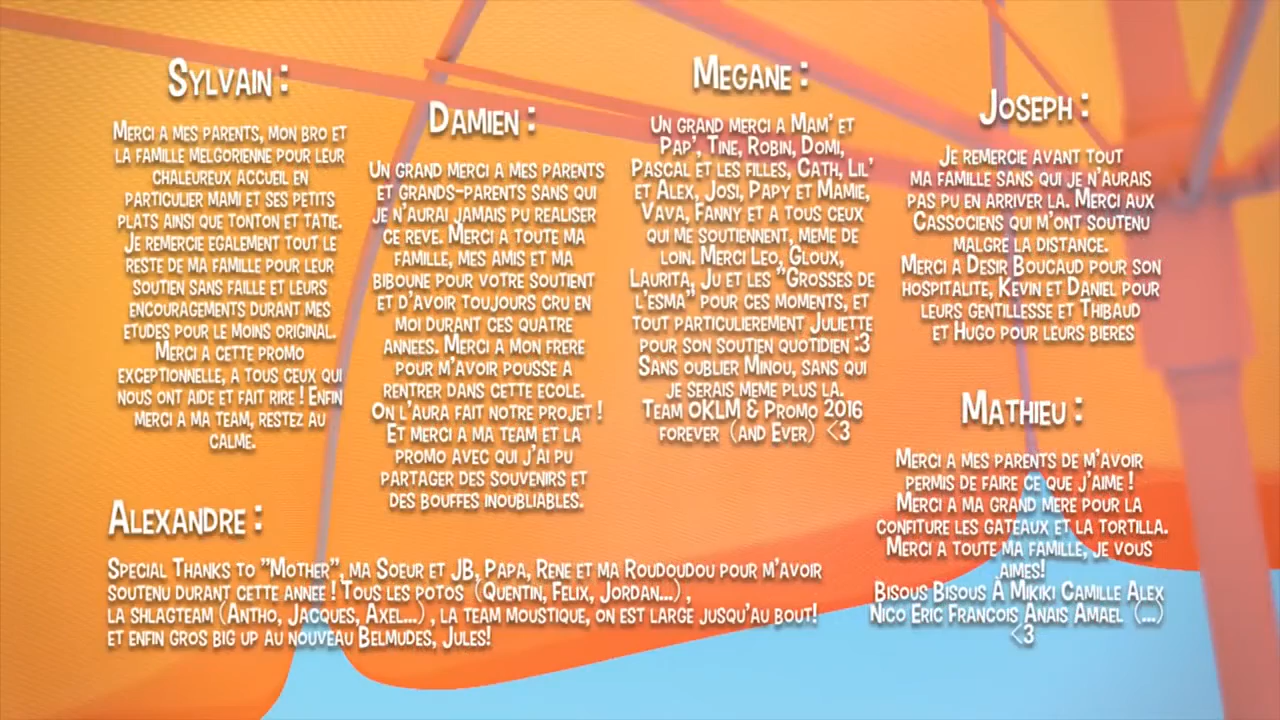 Sylvain :
Merci a mes parents, mon bro et
la famille melgorienne pour leur
chaleureux accueil en
particulier Mami et ses petits
plats ainsi que tonton et tatie.
Je remercie egalement tout le
reste de ma famille pour leur
soutien sans faille et leurs
encouragements durant mes
etudes pour le moins original.
Merci a cette promo
exceptionnelle, a tous ceux qui
nous ont aide et fait rire ! Enfin
merci a ma team, restez au
calme.
Damien :
Un grand merci a mes parents
et grands-parents sans qui
je n'aurai jamais pu realiser
ce reve. Merci a toute ma
famille, mes amis et ma
biboune pour votre soutient
et d'avoir toujours cru en
moi durant ces quatre
annees. Merci a mon frere
pour m'avoir pousse a
rentrer dans cette ecole.
On l'aura fait notre projet !
Et merci a ma team et la
promo avec qui j'ai pu
partager des souvenirs et
des bouffes inoubliables.
Megane :
Un grand merci a Mam' et
Pap', Tine, Robin, Domi,
Pascal et les filles, Cath, Lil'
et Alex, Josi, Papy et Mamie,
Vava, Fanny et a tous ceux
qui me soutiennent, meme de
loin. Merci Leo, Gloux,
Laurita, Ju et les "Grosses de
l'esma" pour ces moments, et
tout particulierement Juliette
pour son soutien quotidien :3
Sans oublier Minou, sans qui
je serais meme plus la.
Team OKLM & Promo 2016
forever (and Ever) <3
Joseph :
Je remercie avant tout
ma famille sans qui je n'aurais
pas pu en arriver la. Merci aux
Cassociens qui m'ont soutenu
malgre la distance.
Merci a Desir Boucaud pour son
hospitalite, Kevin et Daniel pour
leurs gentillesse et Thibaud
et Hugo pour leurs bieres
Mathieu :
Merci a mes parents de m'avoir
permis de faire ce que j'aime !
Merci a ma grand mere pour la
confiture les gateaux et la tortilla.
Merci a toute ma famille, je vous
aimes!
Bisous Bisous À Mikiki Camille Alex
Nico Eric Francois Anais Amael (...)
<3
Alexandre :
Special Thanks to "Mother", ma Soeur et JB, Papa, Rene et ma Roudoudou pour m'avoir
soutenu durant cette annee ! Tous les potos (Quentin, Felix, Jordan...) ,
la shlagteam (Antho, Jacques, Axel...) , la team moustique, on est large jusqu'au bout!
et enfin gros big up au nouveau Belmudes, Jules!